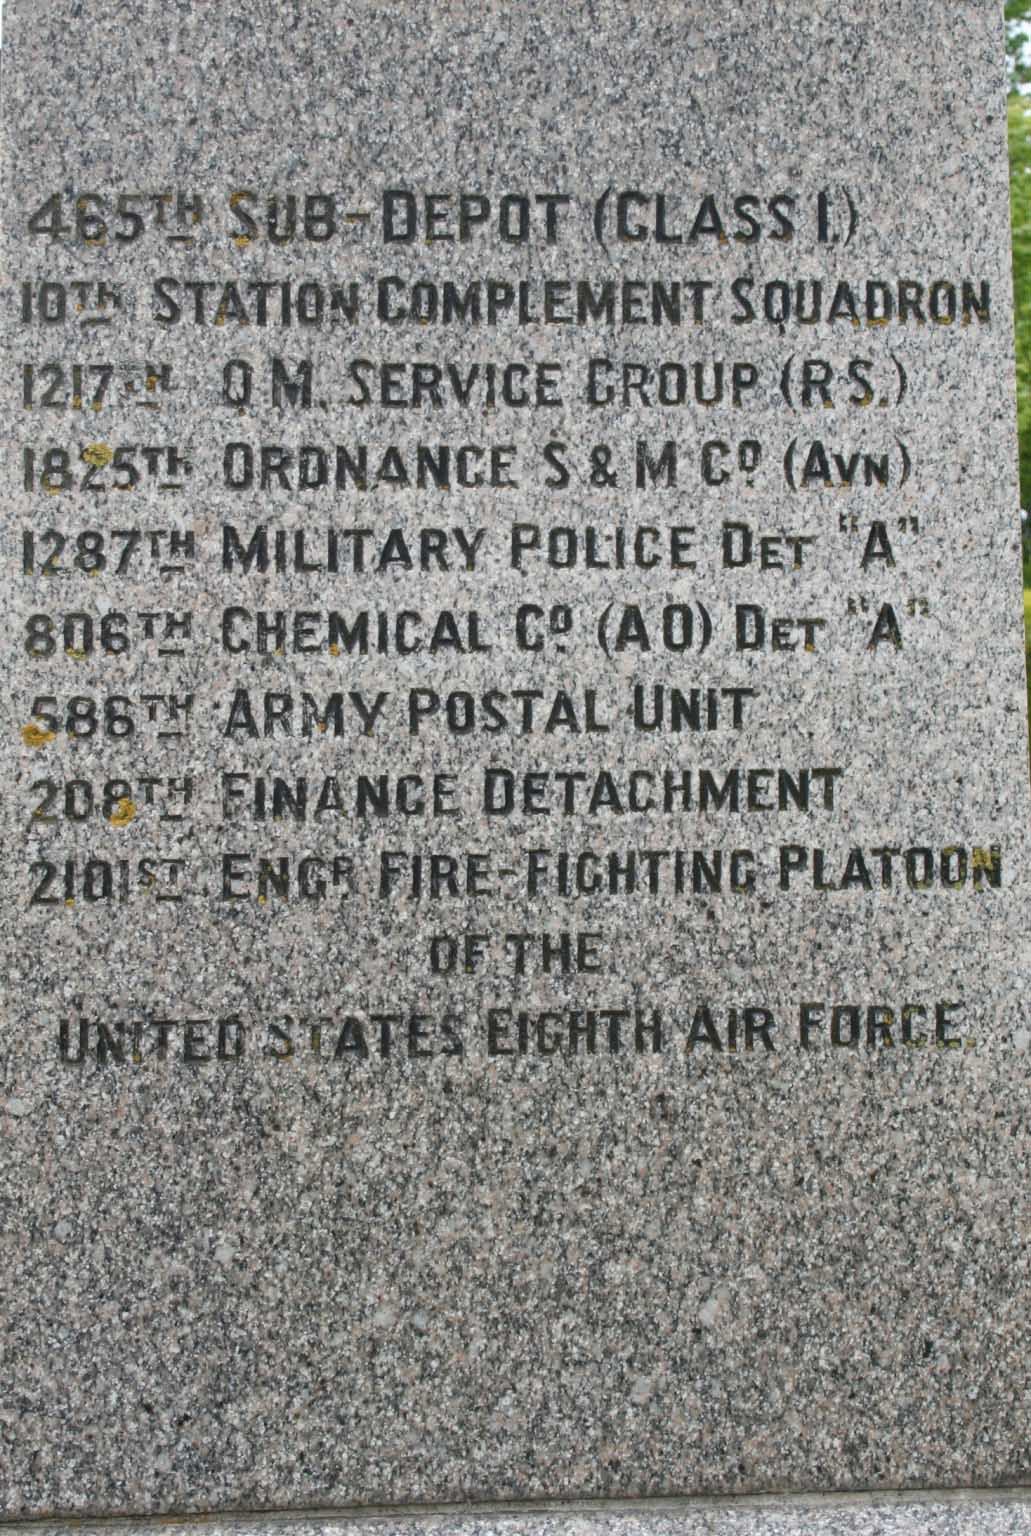 465TH SUB-DEPOT (CLASS 1.)
10TH STATION COMPLEMENT SQUADRON
1217TH Q.M. SERVICE GROUP (R.S.)
1825TH ORDNANCE S & M CO. (AVN)
1287TH MILITARY POLICE DET "A"
806TH CHEMICAL CO. (A O) DET "A"
586TH ARMY POSTAL UNIT
208TH FINANCE DETACHMENT
2101ST ENGR FIRE-FIGHTING PLATOON
OF THE
UNITED STATES EIGHTH AIR FORCE.